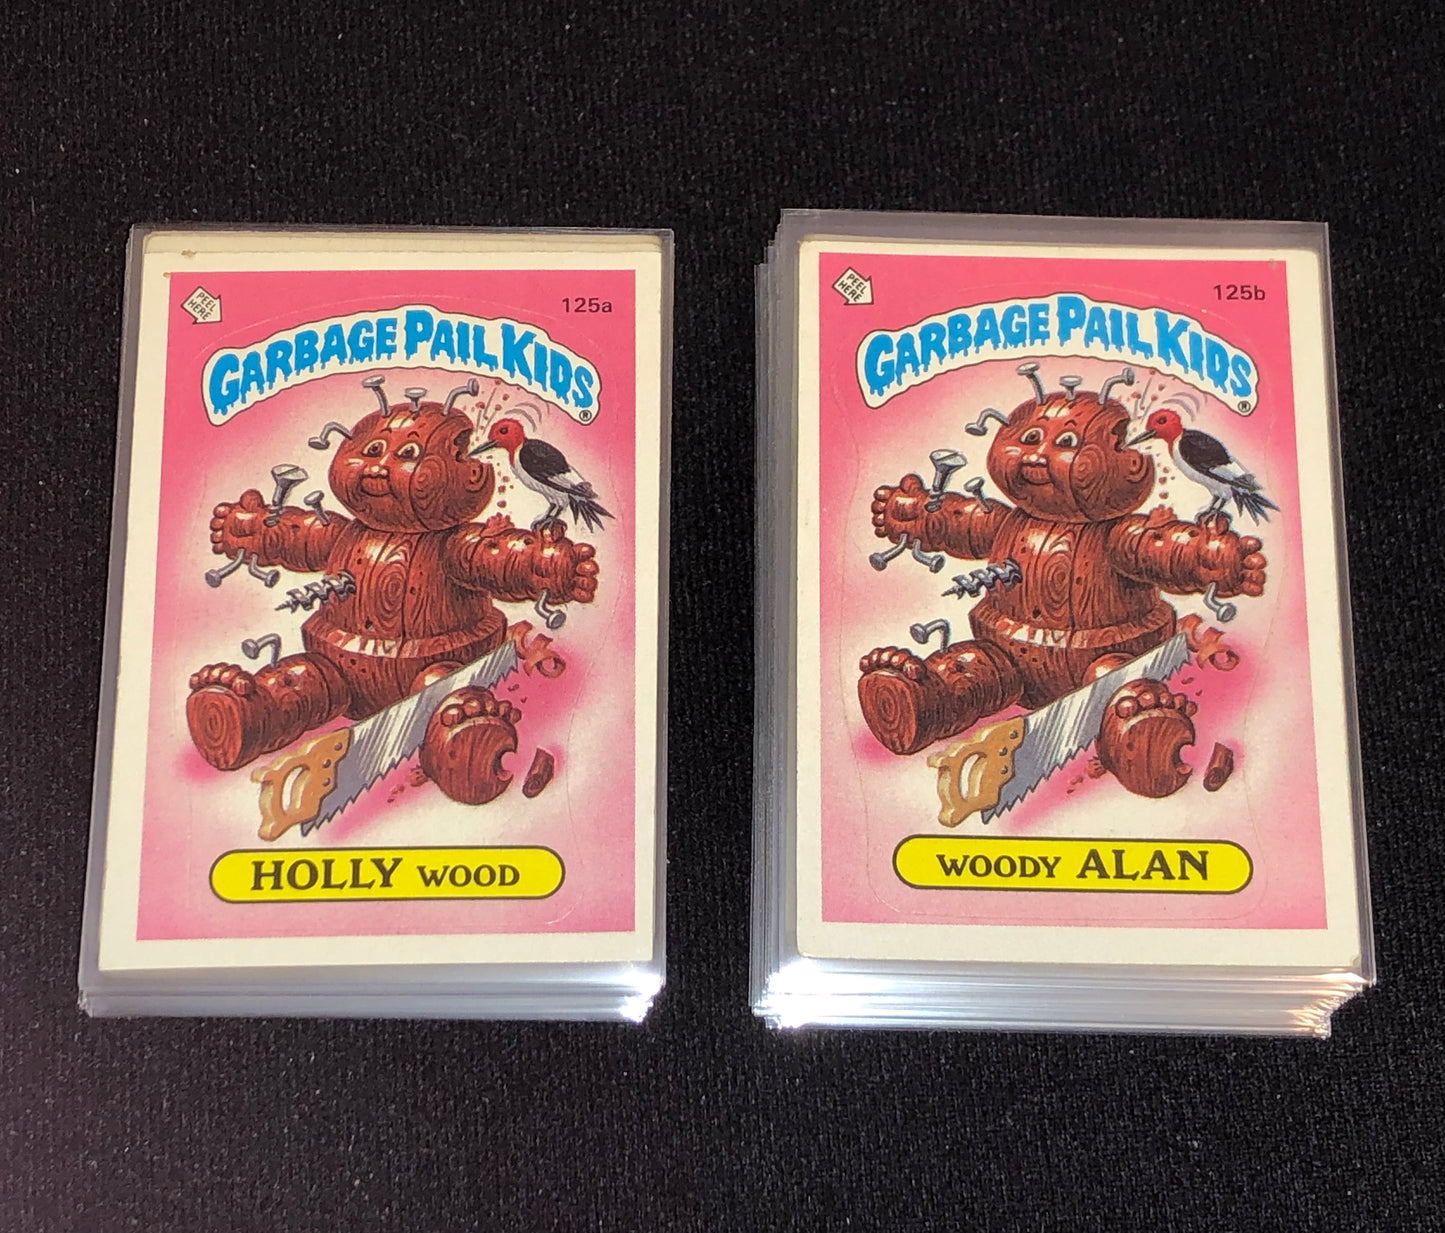 PEEL
HERE
125a
GARBAGE PAIL KIDS
®
HOLLY WOOD
PEEL
HERE
125b
GARBAGE PAIL KIDS
®
WOODY ALAN